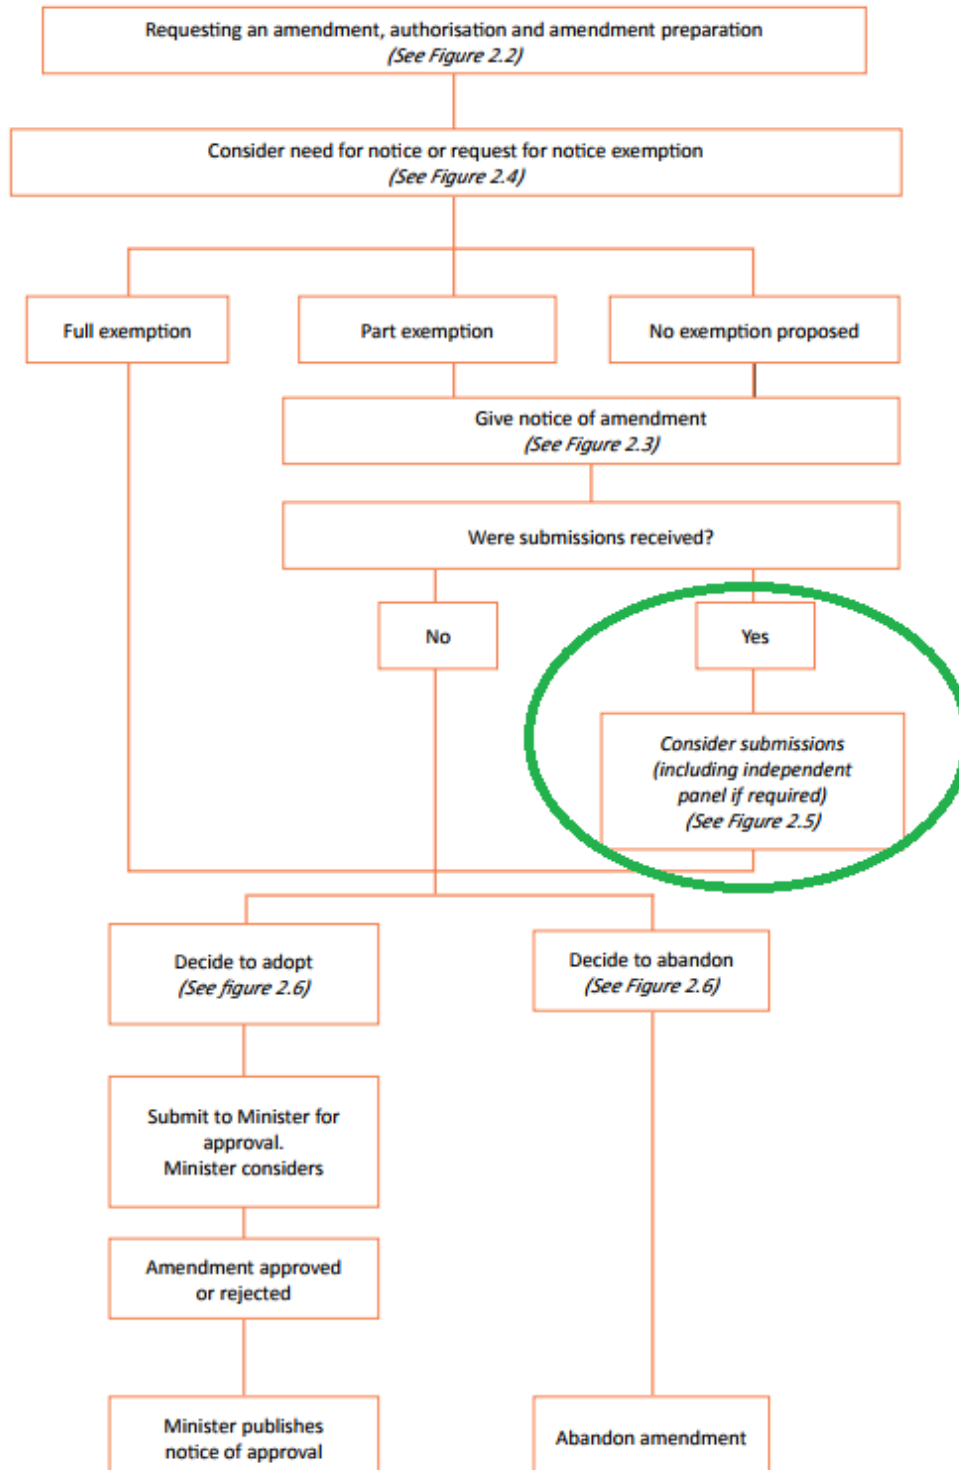 Requesting an amendment, authorisation and amendment preparation
(See Figure 2.2)
Consider need for notice or request for notice exemption
(See Figure 2.4)
Full exemption
Part exemption
No exemption proposed
Give notice of amendment
(See Figure 2.3)
Were submissions received?
No
Yes
Consider submissions
(including independent
panel if required)
(See Figure 2.5)
Decide to adopt
(See figure 2.6)
Decide to abandon
(See Figure 2.6)
Submit to Minister for
approval.
Minister considers
Amendment approved
or rejected
Minister publishes
notice of approval
Abandon amendment